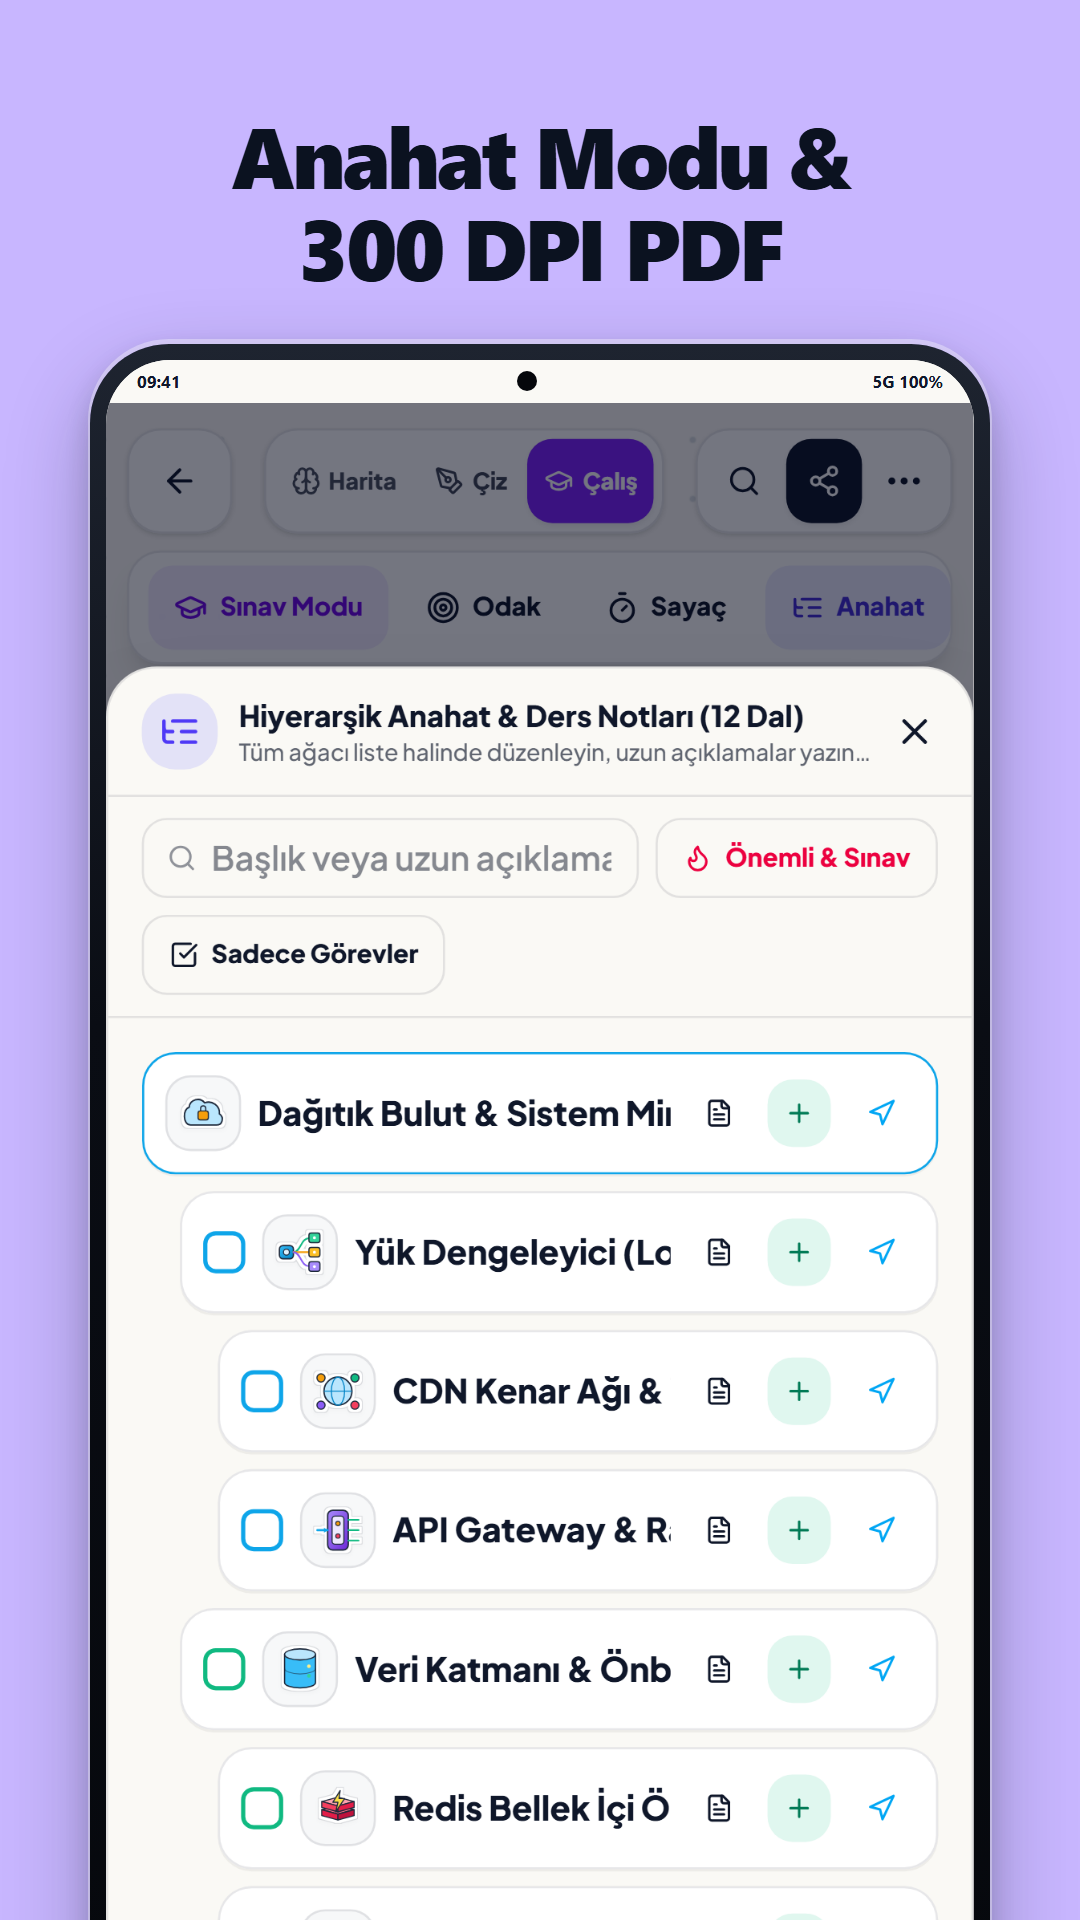 Anahat Modu &
300 DPI PDF
09:41
5G 100%
Harita
Çiz
Çalış
Sınav Modu
Odak
Sayaç
Anahat
Hiyerarşik Anahat & Ders Notları (12 Dal)
Tüm ağacı liste halinde düzenleyin, uzun açıklamalar yazın...
Başlık veya uzun açıklama
Önemli & Sınav
Sadece Görevler
Dağıtık Bulut & Sistem
Yük Dengeleyici
CDN Kenar Ağı &
API Gateway &
Veri Katmanı & Önb
Redis Bellek İçi Ö